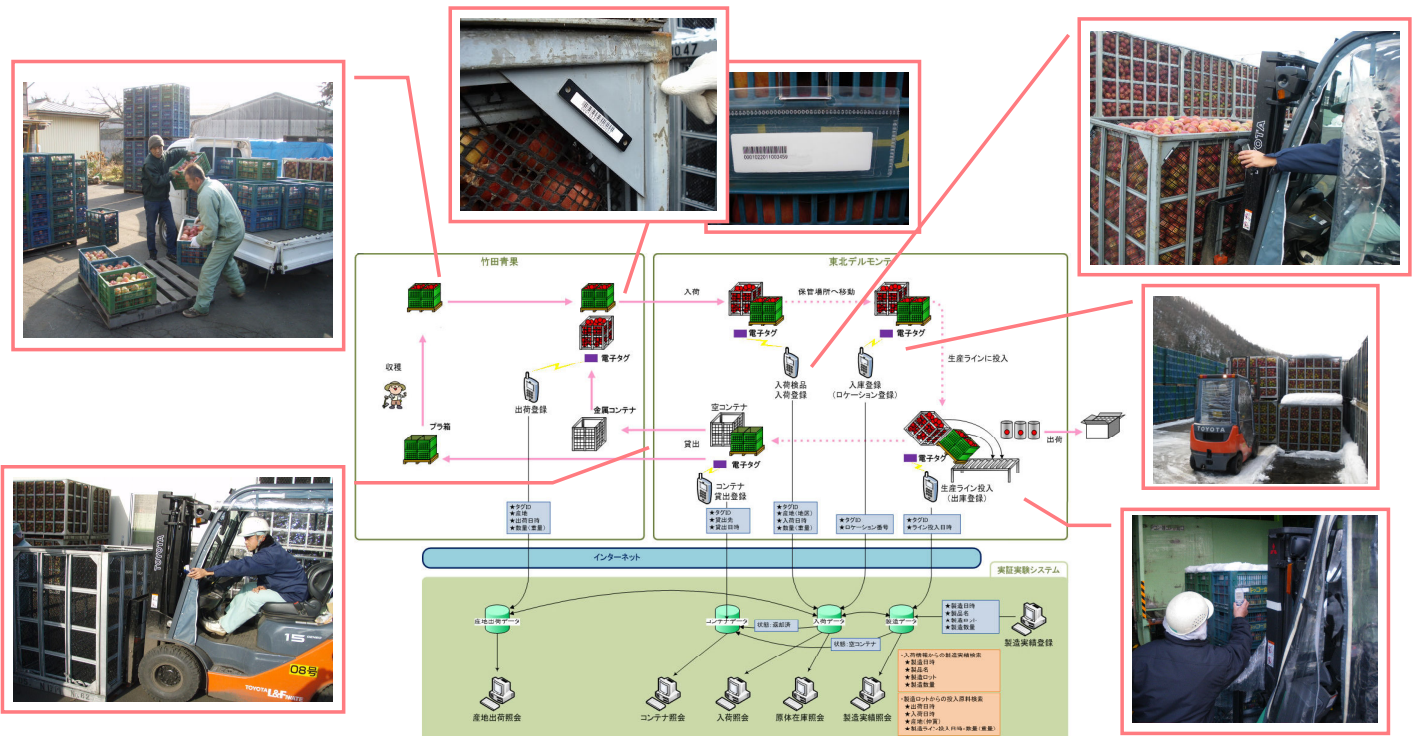 047
0001022011003459
TOYOTA
竹田青果
東北デルモンテ
入荷
保管場所へ移動
電子タグ
電子タグ
電子タグ
生産ラインに投入
収穫
出荷登録
金属コンテナ
入荷検品
入荷登録
入庫登録
(ロケーション登録)
TOYOTA
プラ箱
空コンテナ
貸出
電子タグ
コンテナ
貸出登録
電子タグ
生産ライン投入
(出庫登録)
出荷
★タグID
★産地
★出荷日時
★数量(重量)
★タグID
★貸出先
★貸出日時
★タグID
★産地(地区)
★入荷日時
★数量(重量)
★タグID
★ロケーション番号
★タグID
★ライン投入日時
インターネット
実証実験システム
産地出荷データ
コンテナデータ
状態:返却済
入荷データ
製造データ
状態:空コンテナ
★製造日時
★製品名
★製造ロット
★製造数量
製造実績登録
・入荷情報からの製造実績検索
★製造日時
★製品名
★製造ロット
★製造数量
・製造ロットからの投入原料検索
★出荷日時
★入荷日時
★産地(仲買)
★製造ライン投入日時・数量(重量)
産地出荷照会
コンテナ照会
入荷照会
原体在庫照会
製造実績照会
TOYOTA
15
08号
TOYOTA L&F